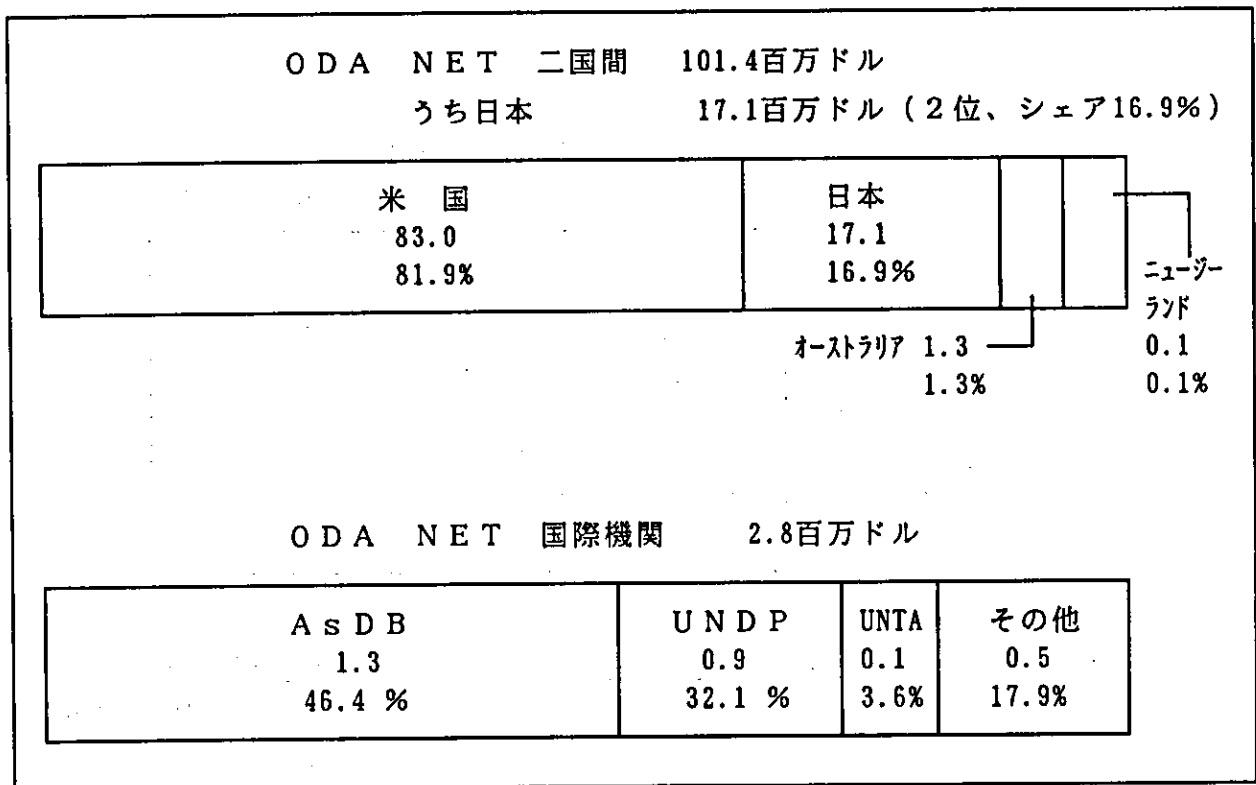 ODA NET 二国間 101.4百万ドル
うち日本 17.1百万ドル(2位、シェア16.9%)
米国
83.0
81.9%
日本
17.1
16.9%
オーストラリア 1.3
1.3%
ニュージー
ランド
0.1
0.1%
ODA NET 国際機関 2.8百万ドル
AsDB
1.3
46.4 %
UNDP
0.9
32.1 %
UNTA
0.1
3.6%
その他
0.5
17.9%